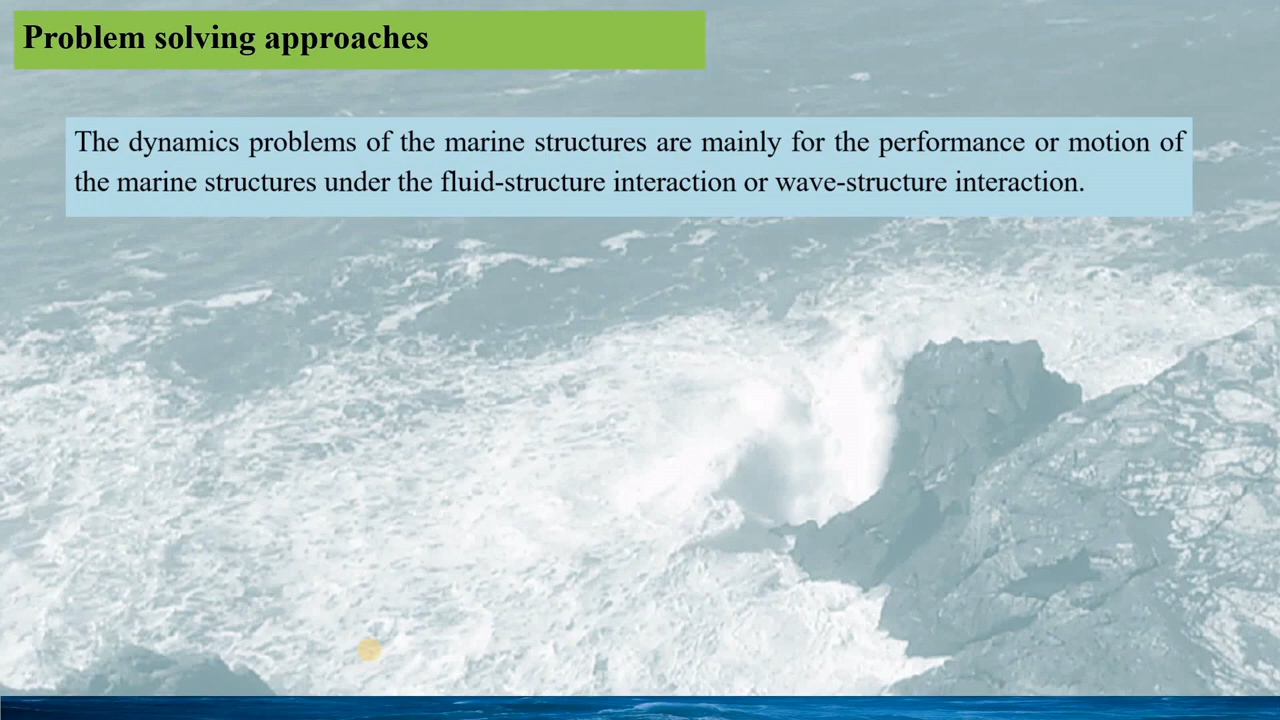 Problem solving approaches
The dynamics problems of the marine structures are mainly for the performance or motion of
the marine structures under the fluid-structure interaction or wave-structure interaction.